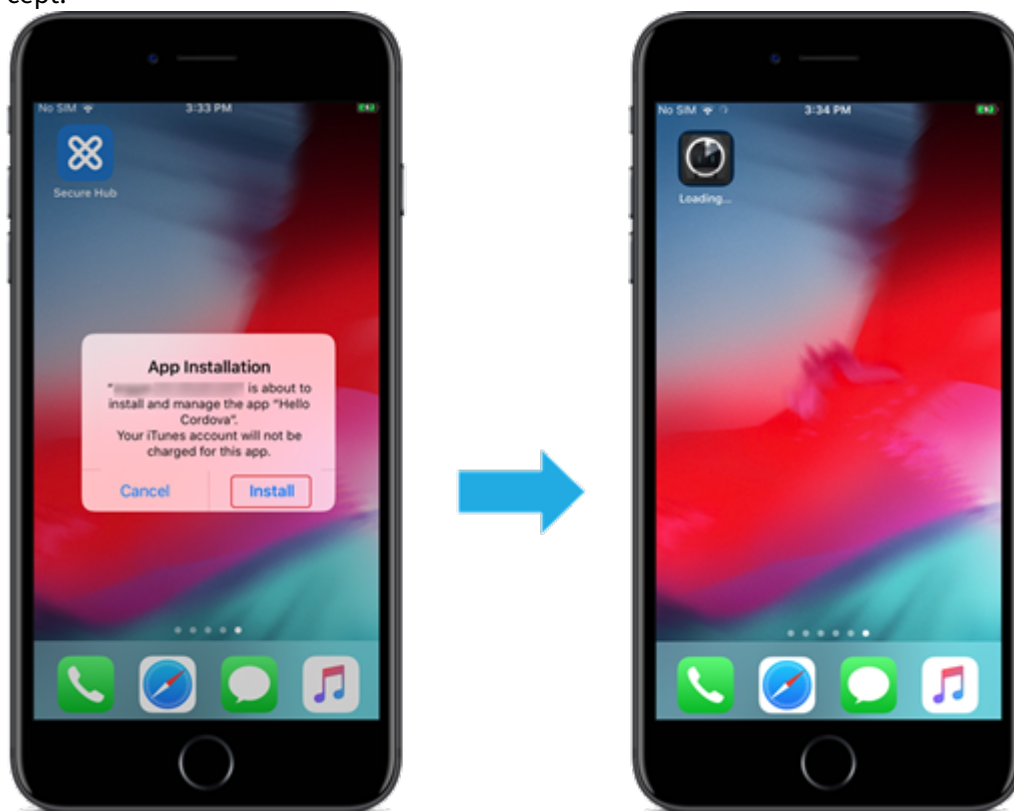 cept.
No SIM 3:33 PM
Secure Hub
App Installation
" is about to
install and manage the app "Hello
Cordova".
Your iTunes account will not be
charged for this app.
Cancel Install
No SIM 3:34 PM
Loading...